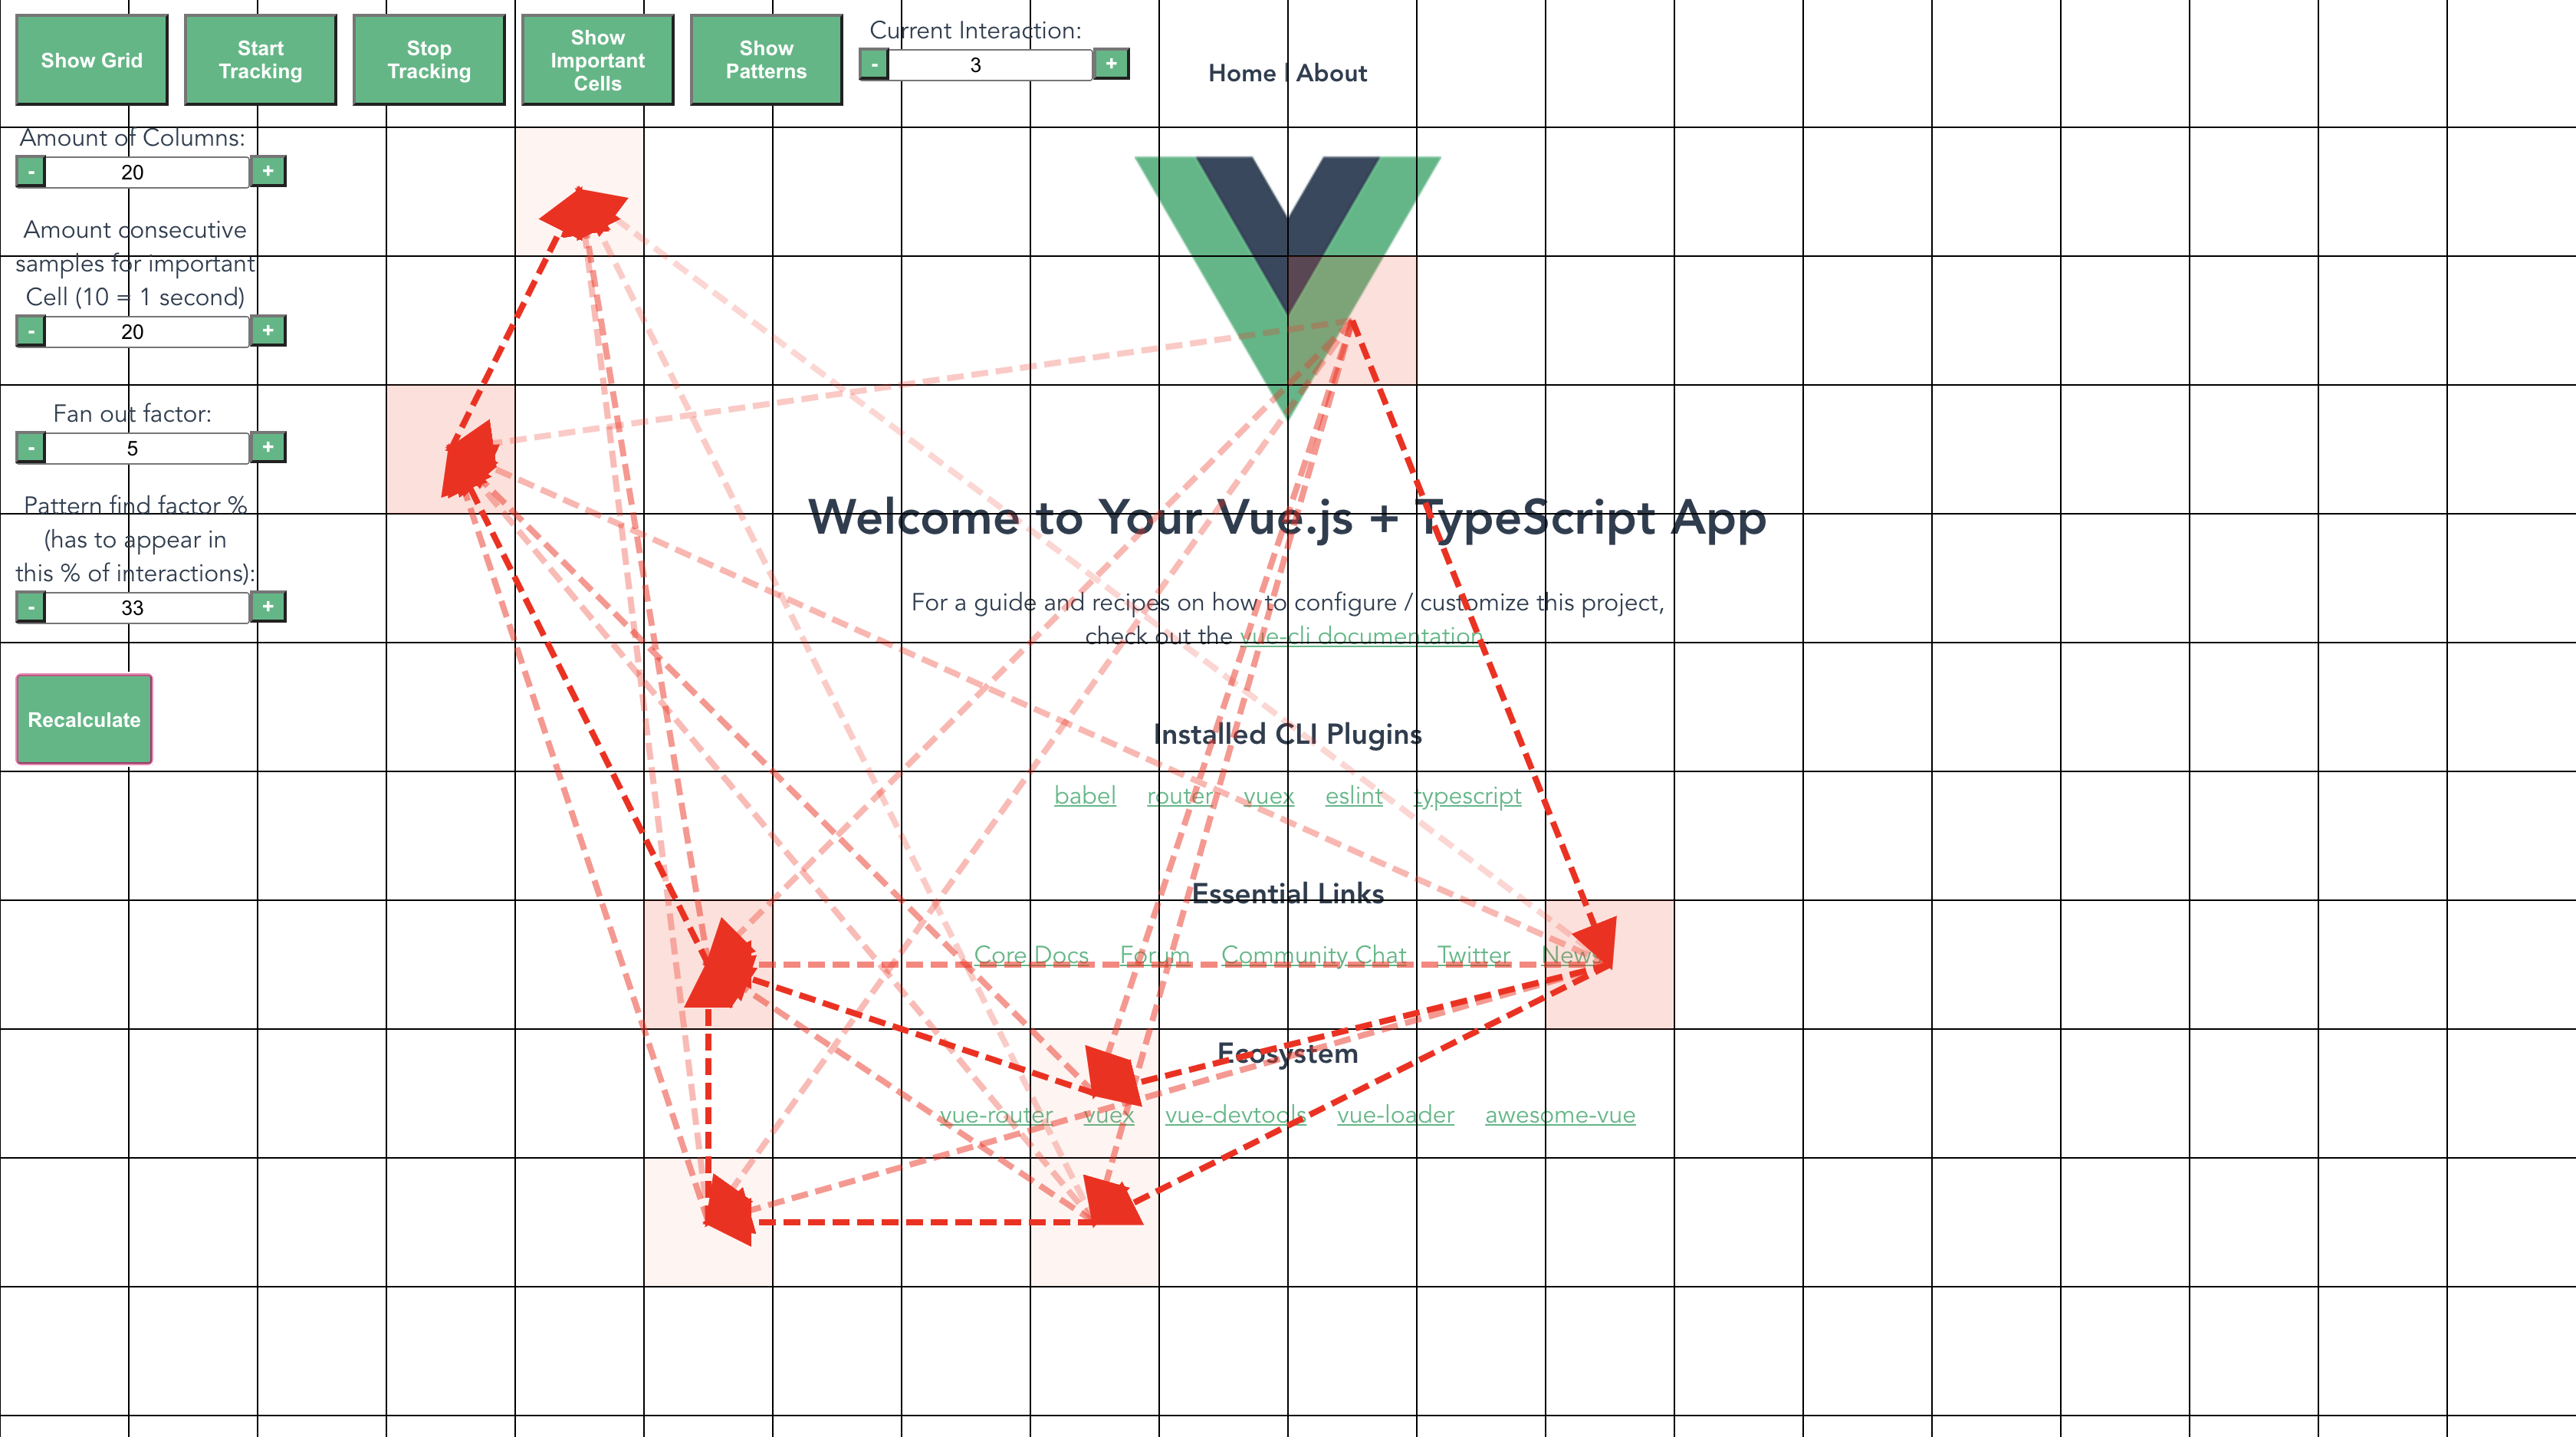 Show Grid
Start
Tracking
Stop
Tracking
Show
Important
Cells
Show
Patterns
Current Interaction:
- 3 +
Home | About
Amount of Columns:
- 20 +
Amount consecutive
samples for important
Cell (10 = 1 second)
- 20 +
Fan out factor:
- 5 +
Pattern find factor %
(has to appear in
this % of interactions):
- 33 +
Recalculate
Welcome to Your Vue.js + TypeScript App
For a guide and recipes on how to configure / customize this project,
check out the vue-cli documentation.
Installed CLI Plugins
babel router vuex eslint typescript
Essential Links
Core Docs Forum Community Chat Twitter News
Ecosystem
vue-router vuex vue-devtools vue-loader awesome-vue